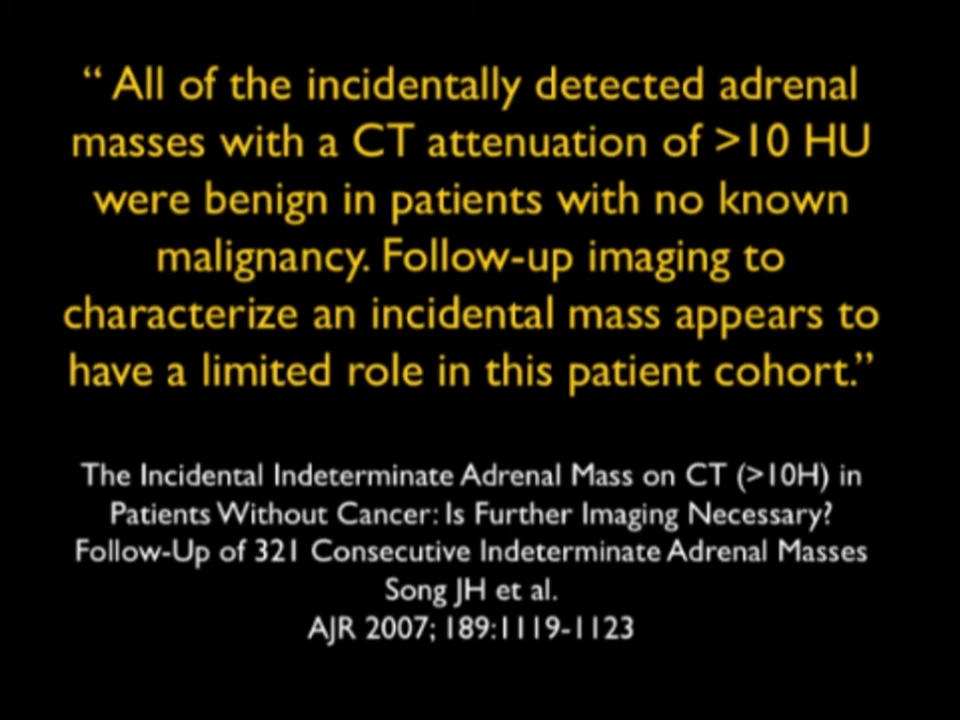 “ All of the incidentally detected adrenal
masses with a CT attenuation of >10 HU
were benign in patients with no known
malignancy. Follow-up imaging to
characterize an incidental mass appears to
have a limited role in this patient cohort.”
The Incidental Indeterminate Adrenal Mass on CT (>10H) in
Patients Without Cancer: Is Further Imaging Necessary?
Follow-Up of 321 Consecutive Indeterminate Adrenal Masses
Song JH et al.
AJR 2007; 189:1119-1123